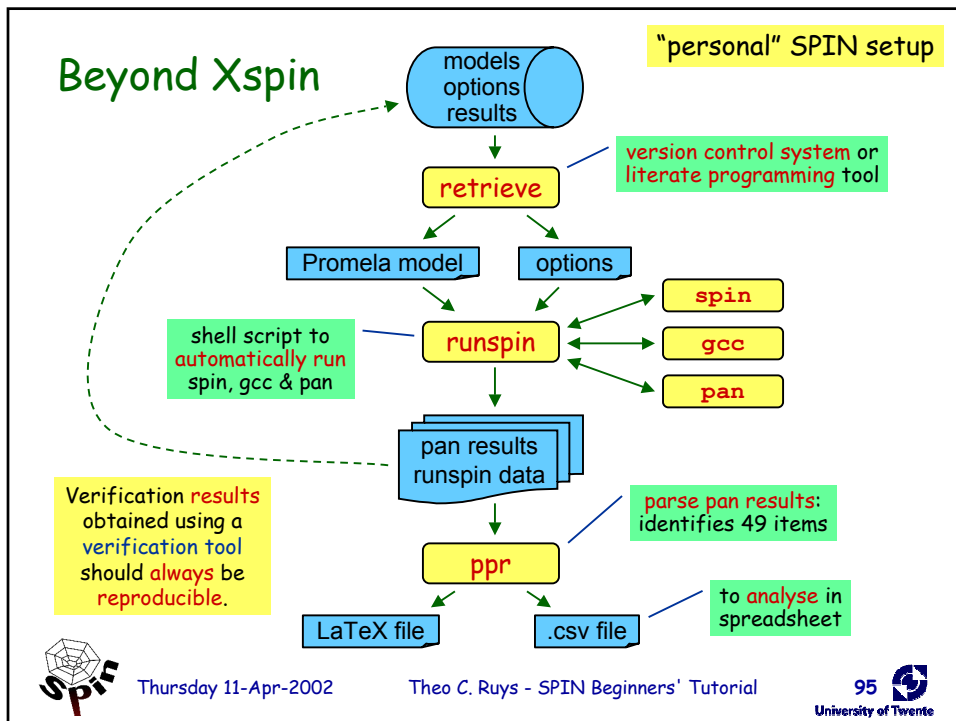 Beyond Xspin
"personal" SPIN setup
models
options
results
retrieve
version control system or
literate programming tool
Promela model
options
runspin
spin
gcc
pan
shell script to
automatically run
spin, gcc & pan
pan results
runspin data
Verification results
obtained using a
verification tool
should always be
reproducible.
parse pan results:
identifies 49 items
ppr
to analyse in
spreadsheet
LaTeX file
.csv file
Spin
Thursday 11-Apr-2002
Theo C. Ruys - SPIN Beginners' Tutorial
95
University of Twente